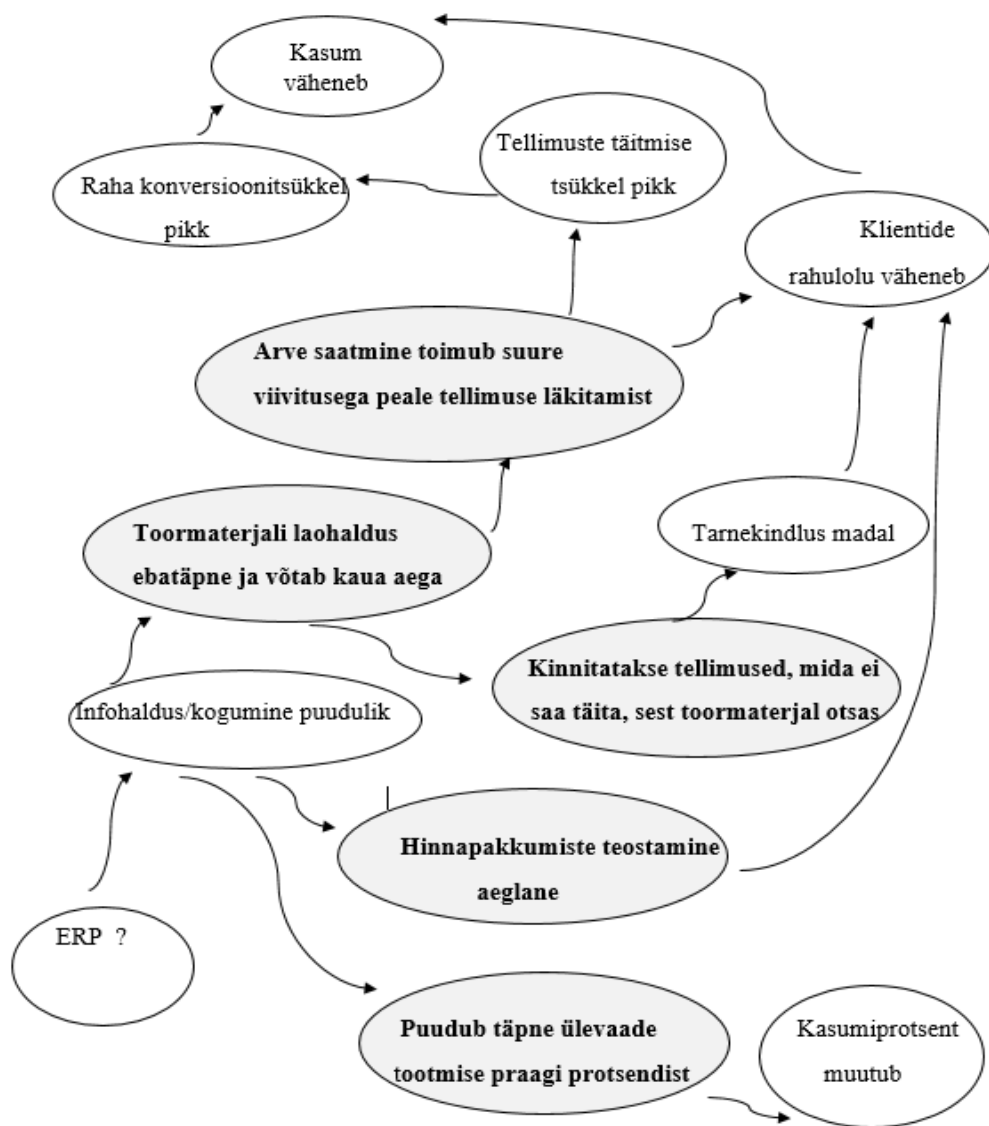 Kasum
väheneb
Tellimuste täitmise
tsükkel pikk
Raha konversioonitsükkel
pikk
Klientide
rahulolu väheneb
Arve saatmine toimub suure
viivitusega peale tellimuse läkitamist
Toormaterjali laohaldus
ebatäpne ja võtab kaua aega
Tarnekindlus madal
Kinnitatakse tellimused, mida ei
saa täita, sest toormaterjal otsas
Infohaldus/kogumine puudulik
Hinnapakkumiste teostamine
aeglane
ERP ?
Puudub täpne ülevaade
tootmise praagi protsendist
Kasumiprotsent
muutub